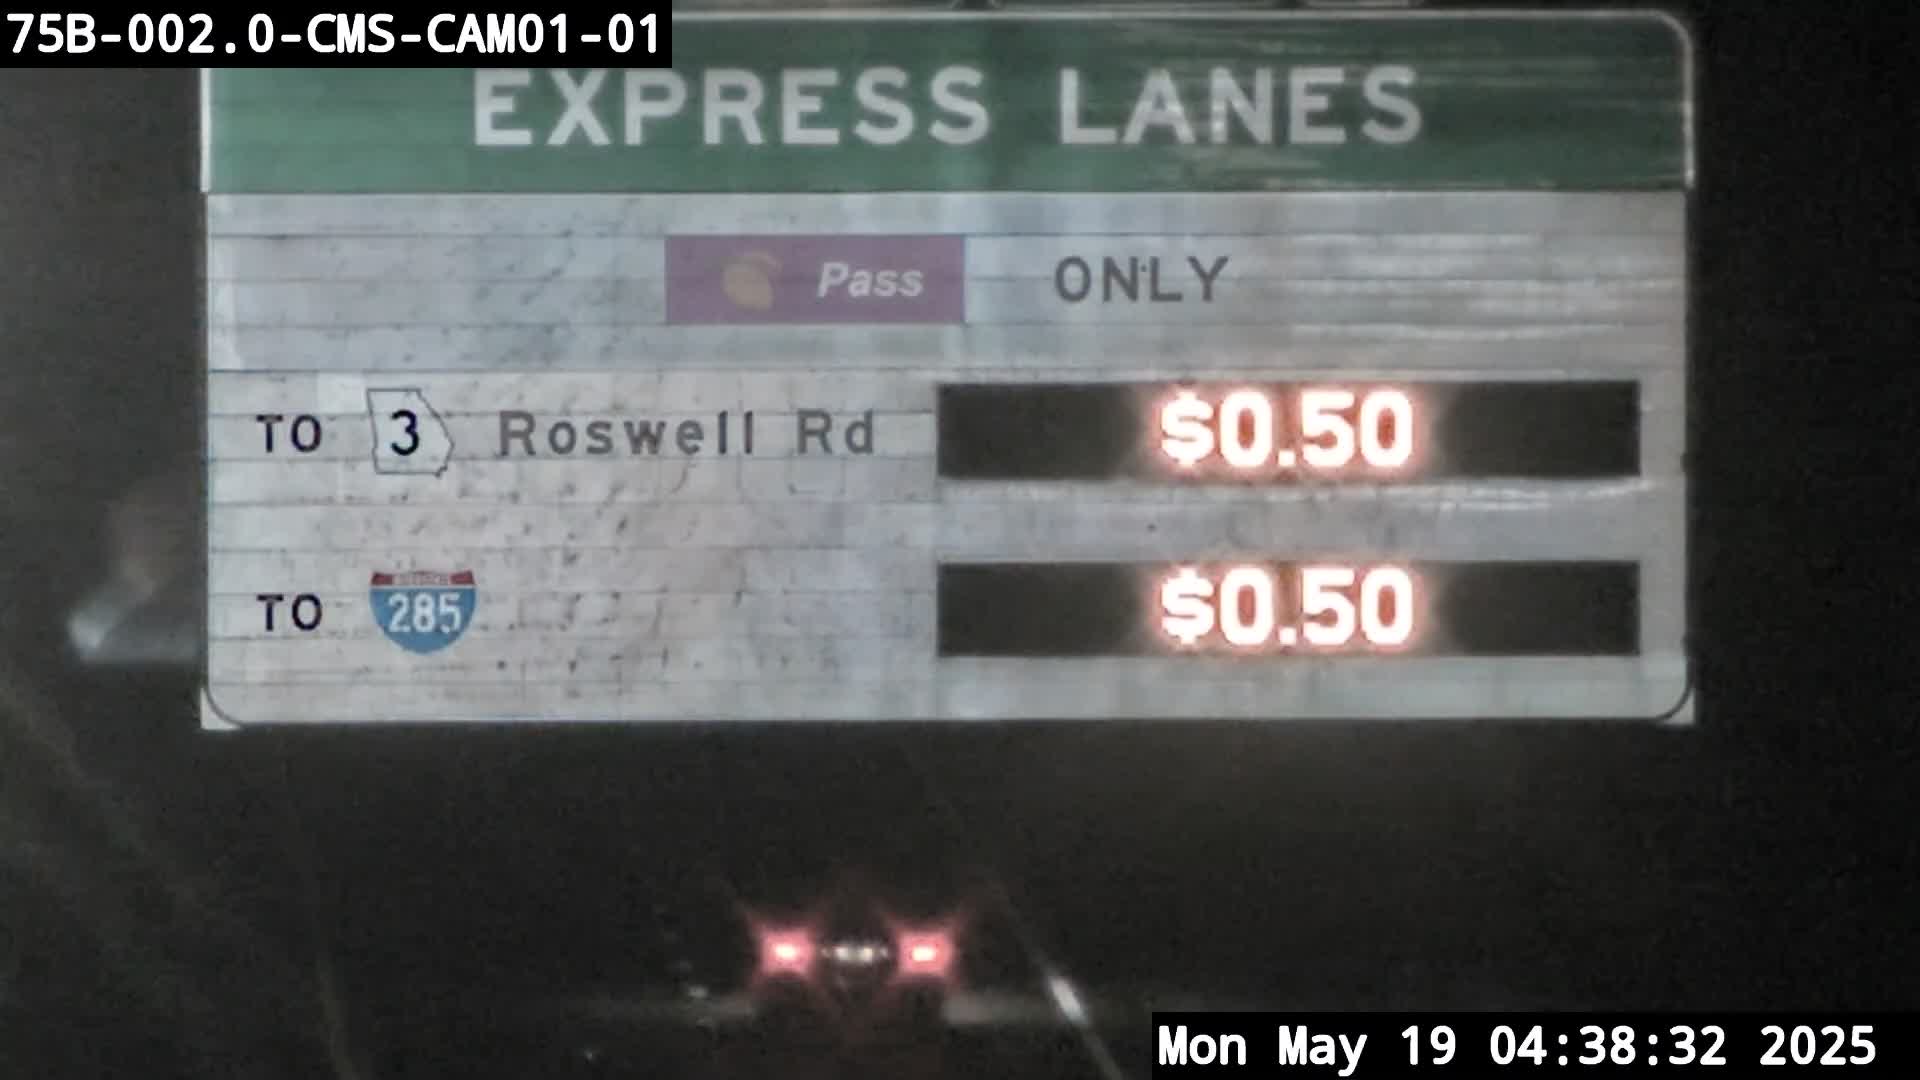 75B-002.0-CMS-CAM01-01
EXPRESS LANES
Pass ONLY
TO 3 Roswell Rd $0.50
TO 285 $0.50
Mon May 19 04:38:32 2025